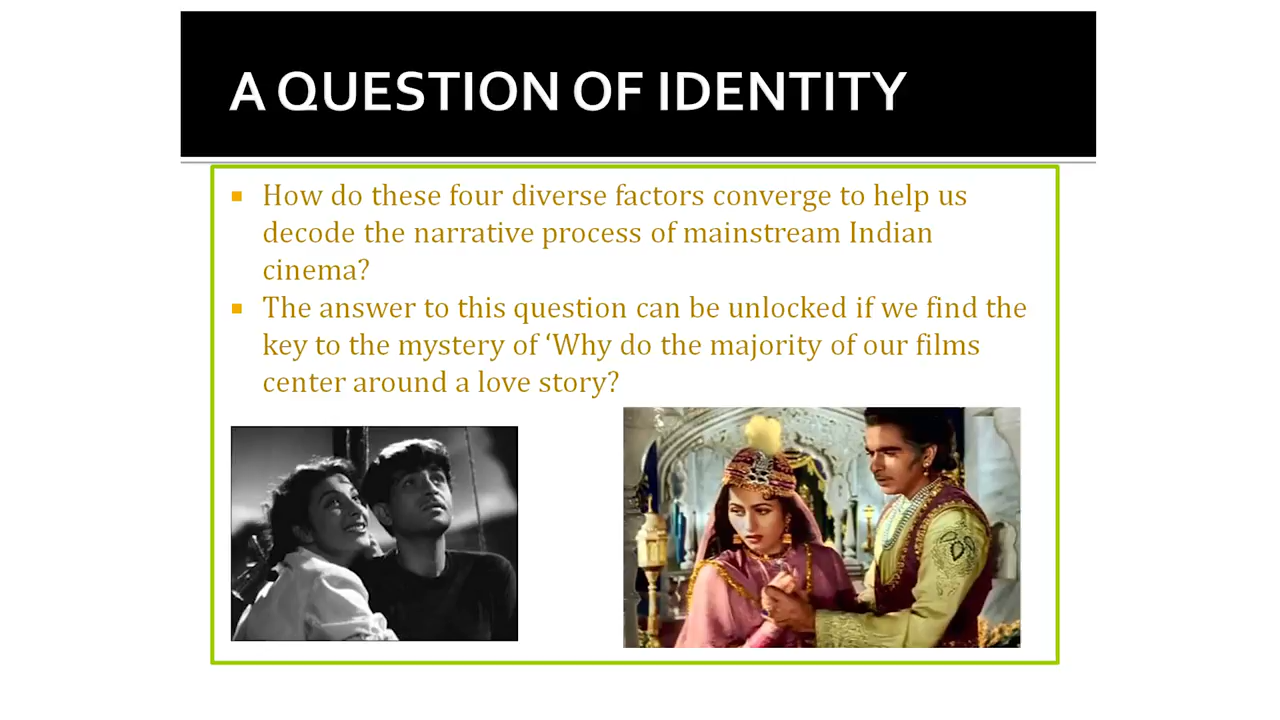 A QUESTION OF IDENTITY
How do these four diverse factors converge to help us
decode the narrative process of mainstream Indian
cinema?
The answer to this question can be unlocked if we find the
key to the mystery of ‘Why do the majority of our films
center around a love story?